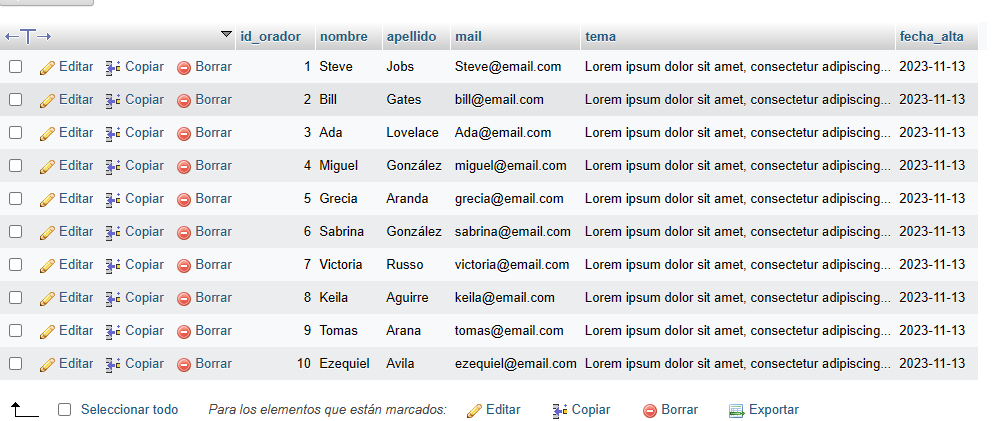 id_orador nombre apellido mail tema fecha_alta
Editar Copiar Borrar 1 Steve Jobs Steve@email.com Lorem ipsum dolor sit amet, consectetur adipiscing... 2023-11-13
Editar Copiar Borrar 2 Bill Gates bill@email.com Lorem ipsum dolor sit amet, consectetur adipiscing... 2023-11-13
Editar Copiar Borrar 3 Ada Lovelace Ada@email.com Lorem ipsum dolor sit amet, consectetur adipiscing... 2023-11-13
Editar Copiar Borrar 4 Miguel González miguel@email.com Lorem ipsum dolor sit amet, consectetur adipiscing... 2023-11-13
Editar Copiar Borrar 5 Grecia Aranda grecia@email.com Lorem ipsum dolor sit amet, consectetur adipiscing... 2023-11-13
Editar Copiar Borrar 6 Sabrina González sabrina@email.com Lorem ipsum dolor sit amet, consectetur adipiscing... 2023-11-13
Editar Copiar Borrar 7 Victoria Russo victoria@email.com Lorem ipsum dolor sit amet, consectetur adipiscing... 2023-11-13
Editar Copiar Borrar 8 Keila Aguirre keila@email.com Lorem ipsum dolor sit amet, consectetur adipiscing... 2023-11-13
Editar Copiar Borrar 9 Tomas Arana tomas@email.com Lorem ipsum dolor sit amet, consectetur adipiscing... 2023-11-13
Editar Copiar Borrar 10 Ezequiel Avila ezequiel@email.com Lorem ipsum dolor sit amet, consectetur adipiscing... 2023-11-13
Seleccionar todo Para los elementos que están marcados: Editar Copiar Borrar Exportar